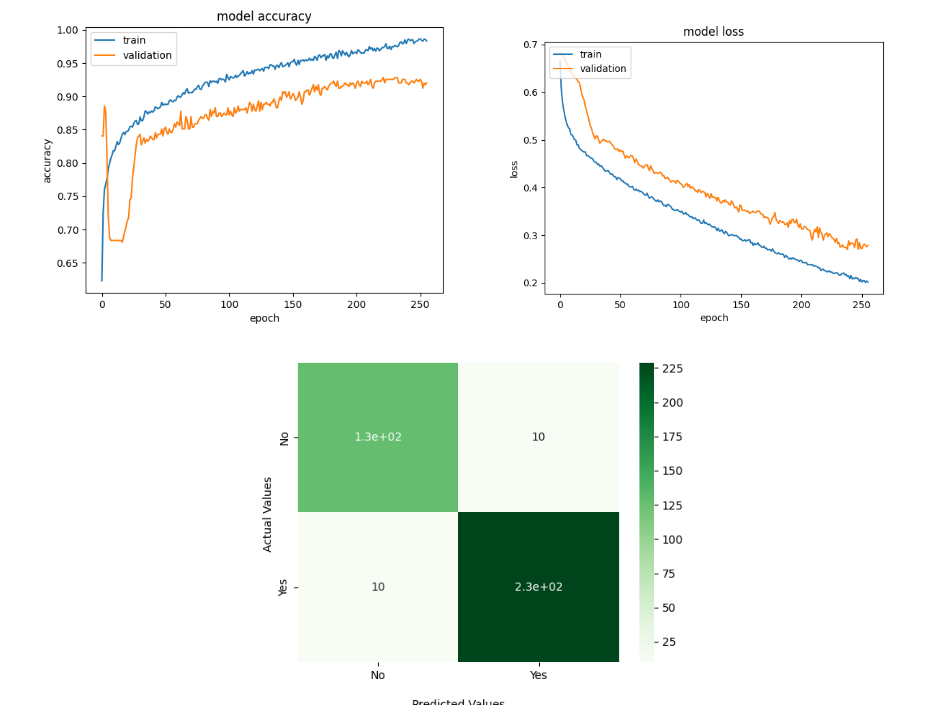 model accuracy
train
validation
1.00
0.95
0.90
0.85
0.80
0.75
0.70
0.65
accuracy
0
50
100
150
200
250
epoch
model loss
train
validation
0.7
0.6
0.5
0.4
0.3
0.2
loss
0
50
100
150
200
250
epoch
Actual Values
No
Yes
1.3e+02
10
10
2.3e+02
No
Yes
Predicted Values
225
200
175
150
125
100
75
50
25